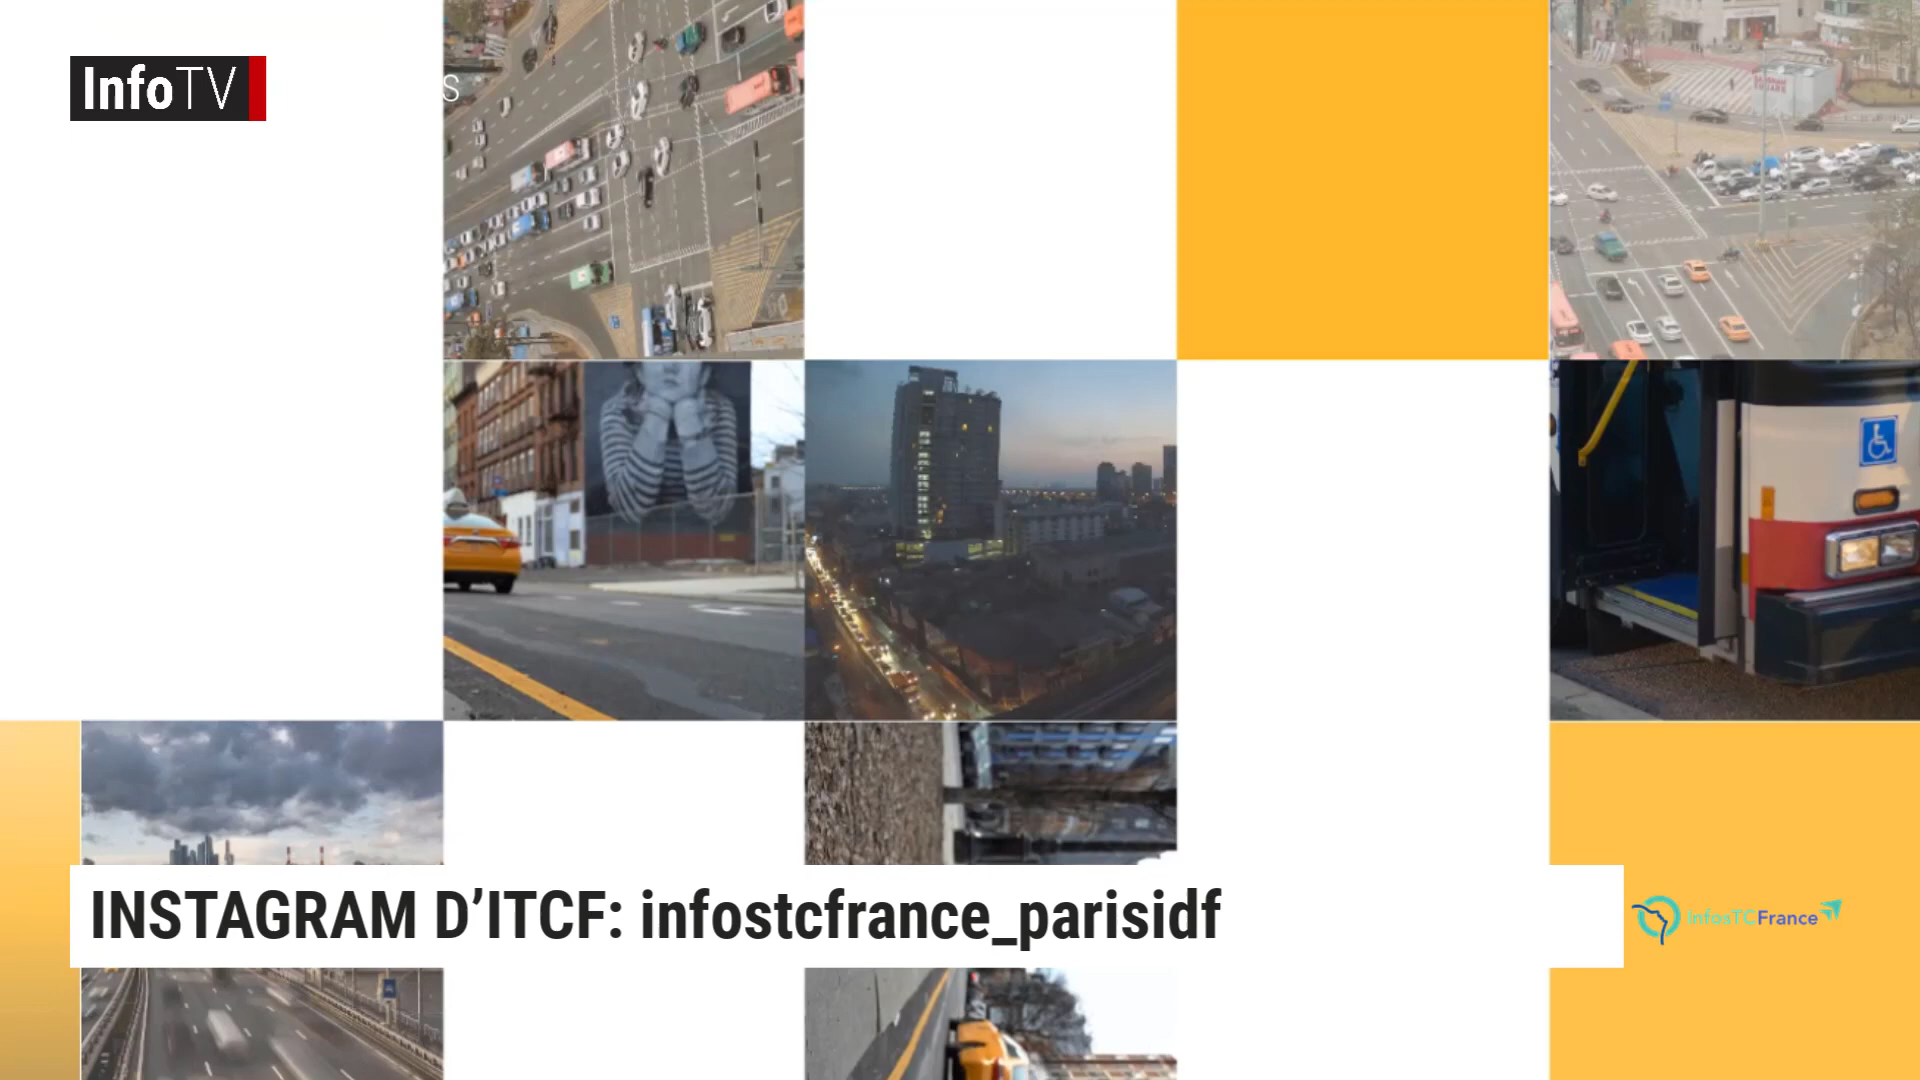 InfoTV
S
INSTAGRAM D’ITCF: infostcfrance_parisidf
InfosTCFrance